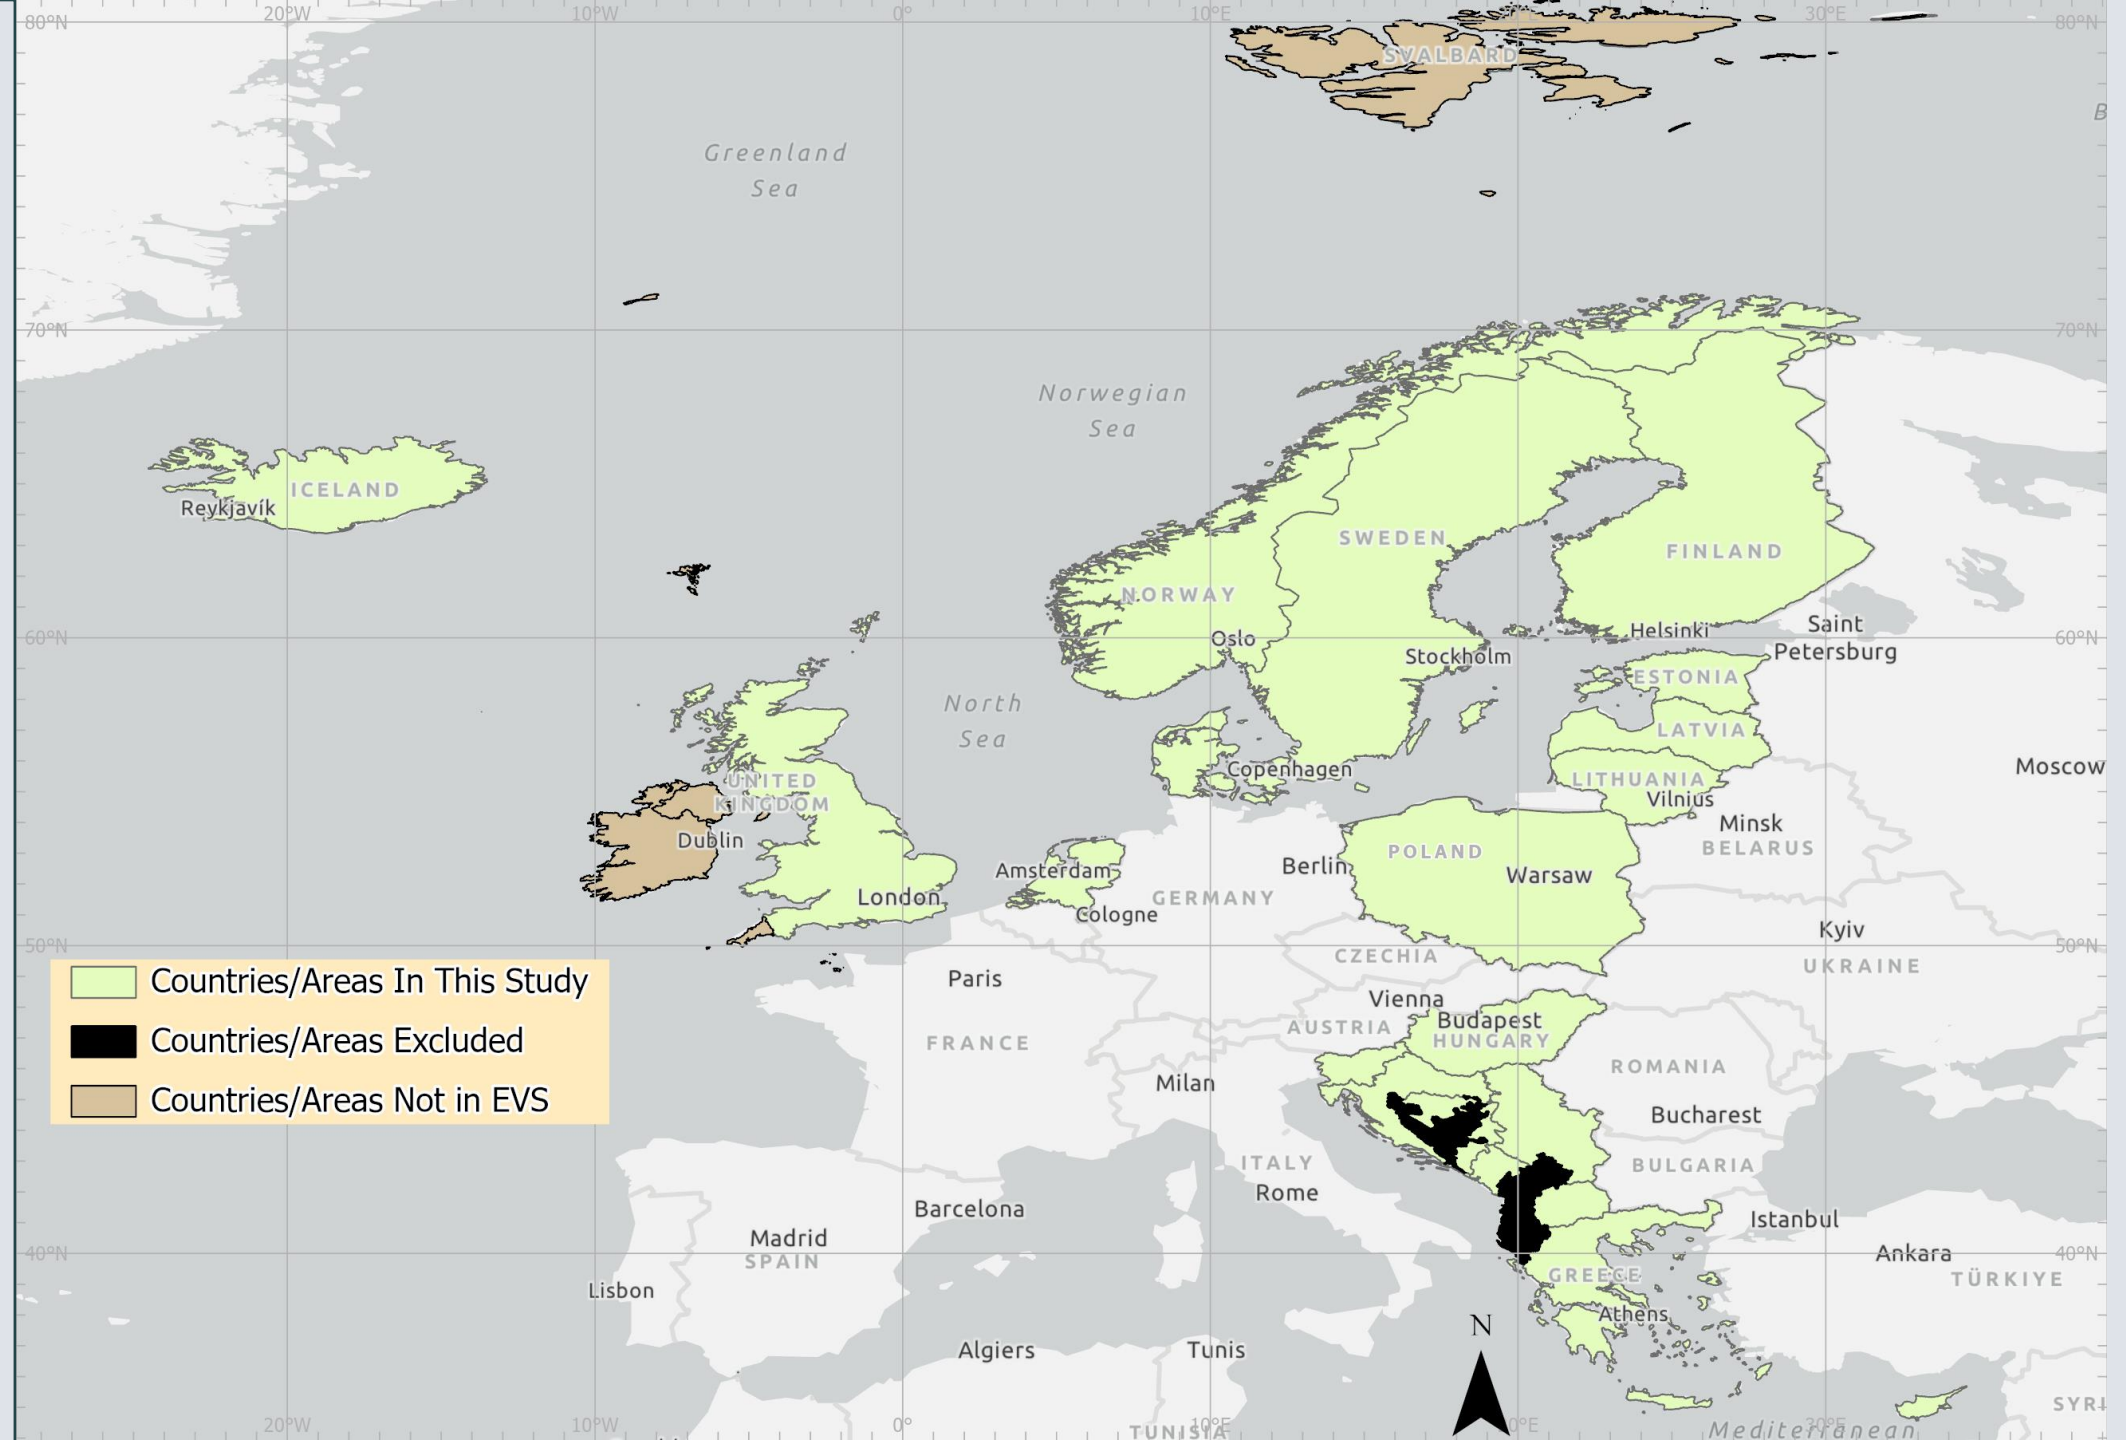 20°W 10°W 0° 10°E 20°E 30°E
80°N 80°N
SVALBARD
B
Greenland
Sea
70°N 70°N
Norwegian
Sea
ICELAND
Reykjavík
SWEDEN
FINLAND
NORWAY
Oslo
Helsinki
Saint
Petersburg
60°N 60°N
Stockholm
ESTONIA
North
Sea
LATVIA
Moscow
Copenhagen
UNITED
KINGDOM
LITHUANIA
Vilnius
Minsk
BELARUS
Dublin
POLAND
Amsterdam
Berlin
Warsaw
London
GERMANY
Cologne
Kyiv
50°N 50°N
CZECHIA
UKRAINE
Countries/Areas In This Study
Countries/Areas Excluded
Countries/Areas Not in EVS
Paris
Vienna
Budapest
AUSTRIA
HUNGARY
FRANCE
ROMANIA
Milan
Bucharest
ITALY
BULGARIA
Rome
Barcelona
Istanbul
Madrid
SPAIN
40°N 40°N
Ankara
GREECE
TÜRKIYE
Lisbon
Athens
N
Algiers
Tunis
SYRI
20°W 10°W 0° 10°E 0°E 30°E
TUNISIA
Mediterranean